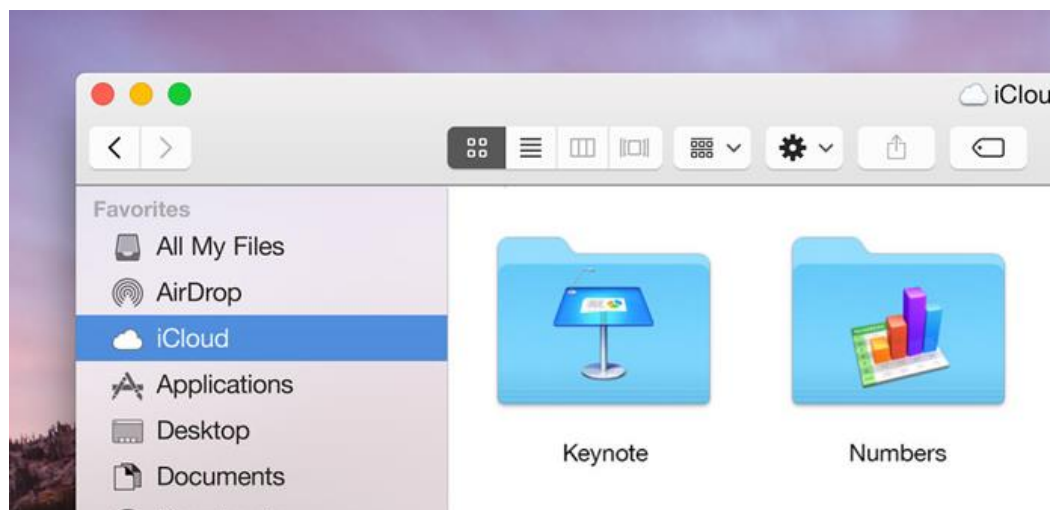 iClou
Favorites
All My Files
AirDrop
iCloud
Applications
Desktop
Documents
Keynote
Numbers